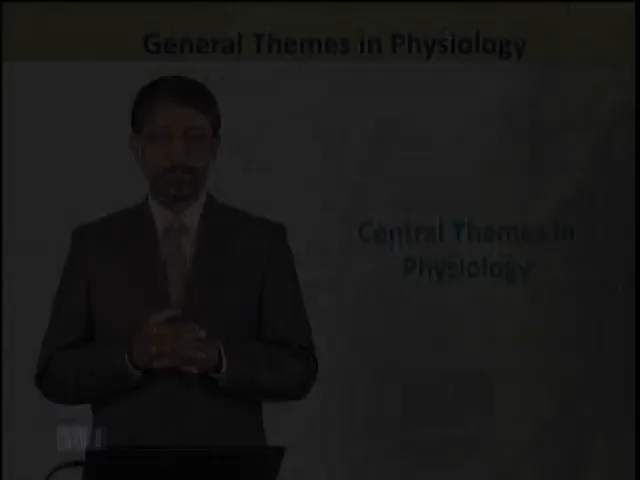 General Themes in Physiology
Central Themes in
Physiology